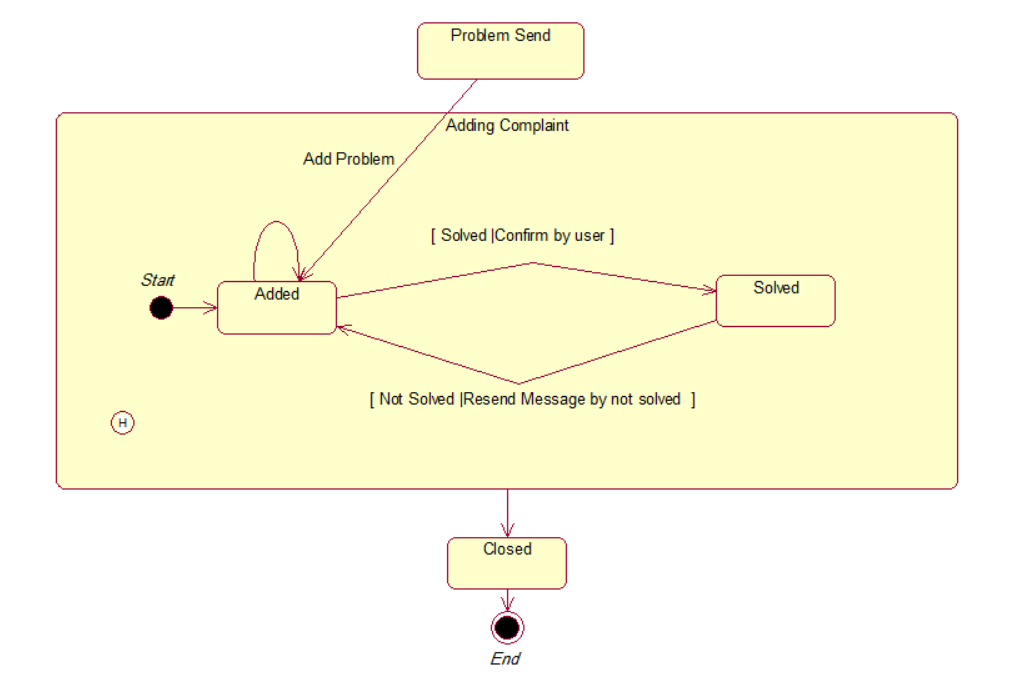 Problem Send
Adding Complaint
Add Problem
[ Solved |Confirm by user ]
Start
Added
Solved
[ Not Solved |Resend Message by not solved  ]
H
Closed
End